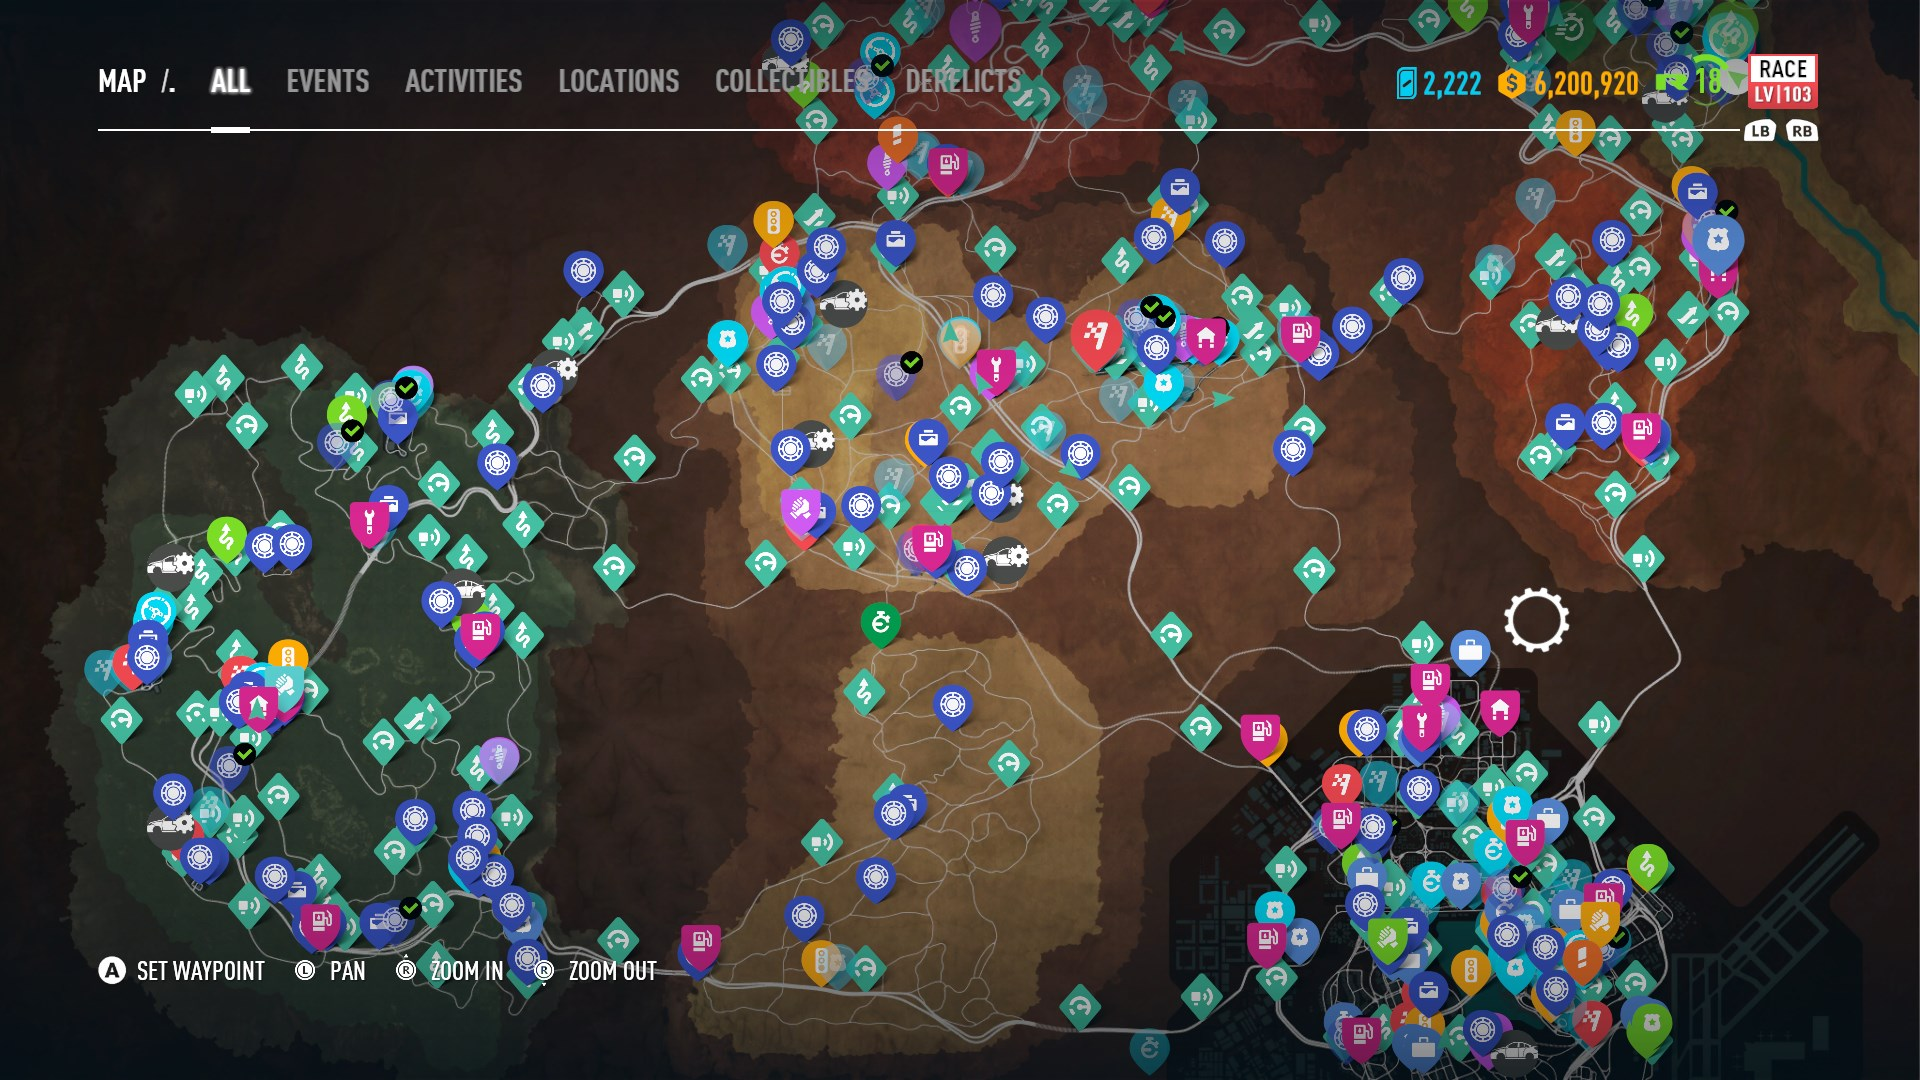 MAP /. ALL EVENTS ACTIVITIES LOCATIONS COLLECTIBLES DERELICTS
2,222 6,200,920 18 RACE
LV|103
LB RB
A SET WAYPOINT L PAN R ZOOM IN R ZOOM OUT